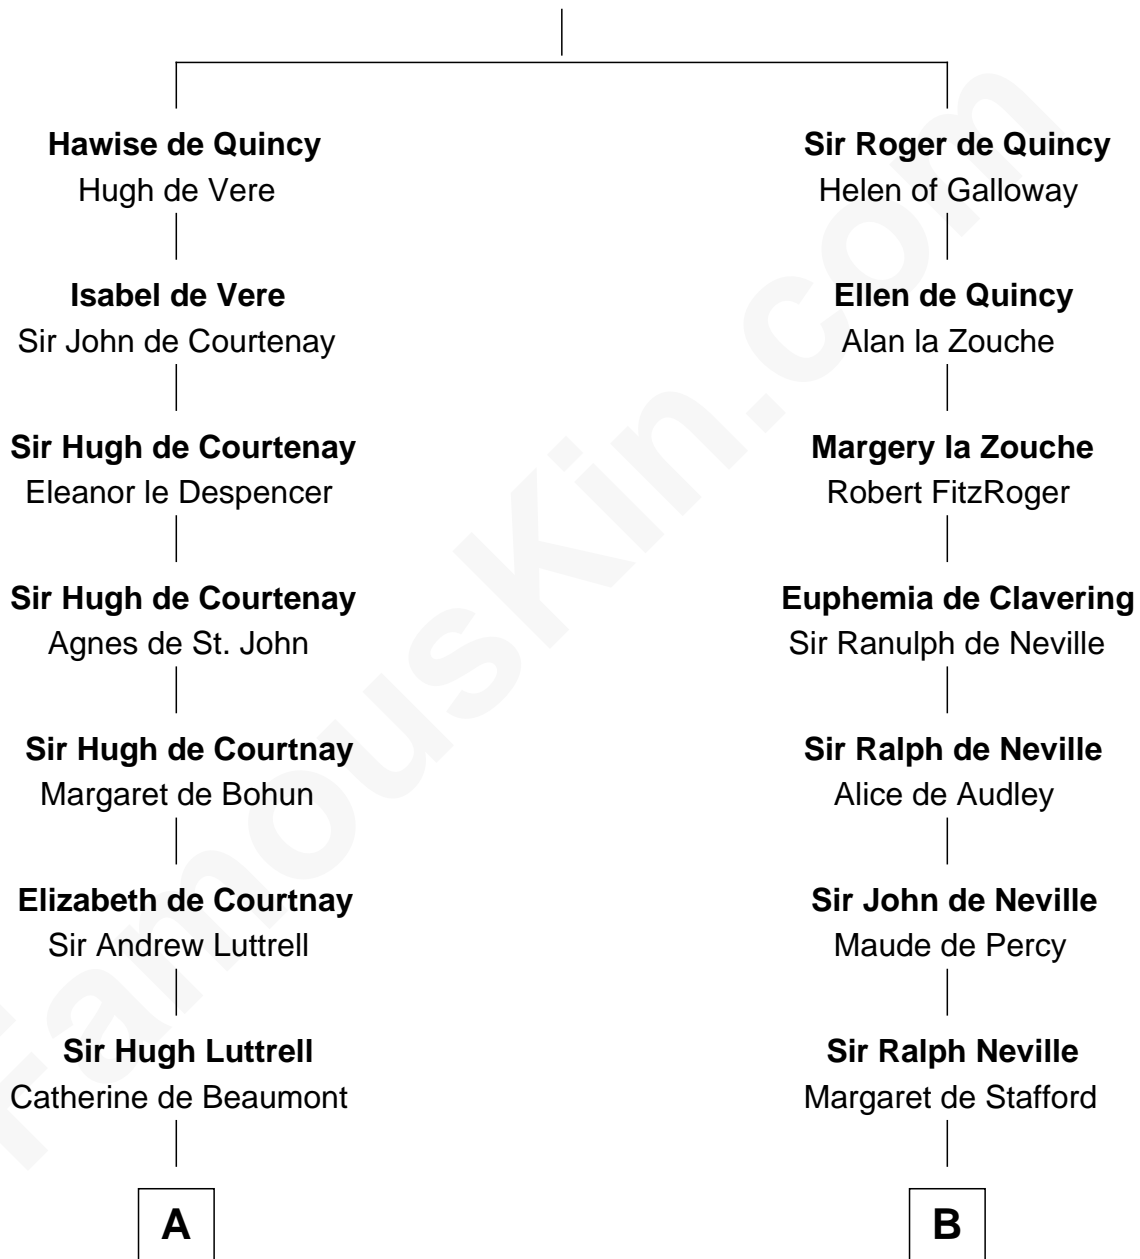 Hawise de Quincy
Hugh de Vere
Isabel de Vere
Sir John de Courtenay
Sir Hugh de Courtenay
Eleanor le Despencer
Sir Hugh de Courtenay
Agnes de St. John
Sir Hugh de Courtnay
Margaret de Bohun
Elizabeth de Courtnay
Sir Andrew Luttrell
Sir Hugh Luttrell
Catherine de Beaumont
A
Sir Roger de Quincy
Helen of Galloway
Ellen de Quincy
Alan la Zouche
Margery la Zouche
Robert FitzRoger
Euphemia de Clavering
Sir Ranulph de Neville
Sir Ralph de Neville
Alice de Audley
Sir John de Neville
Maude de Percy
Sir Ralph Neville
Margaret de Stafford
B
FamousKin.com